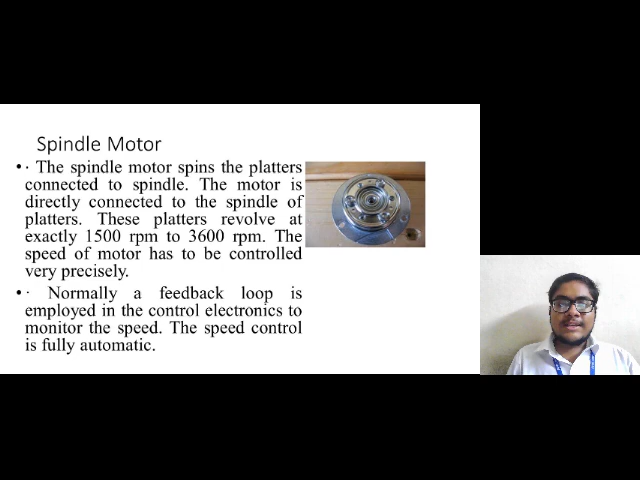 Spindle Motor
• · The spindle motor spins the platters
connected to spindle. The motor is
directly connected to the spindle of
platters. These platters revolve at
exactly 1500 rpm to 3600 rpm. The
speed of motor has to be controlled
very precisely.
• · Normally a feedback loop is
employed in the control electronics to
monitor the speed. The speed control
is fully automatic.